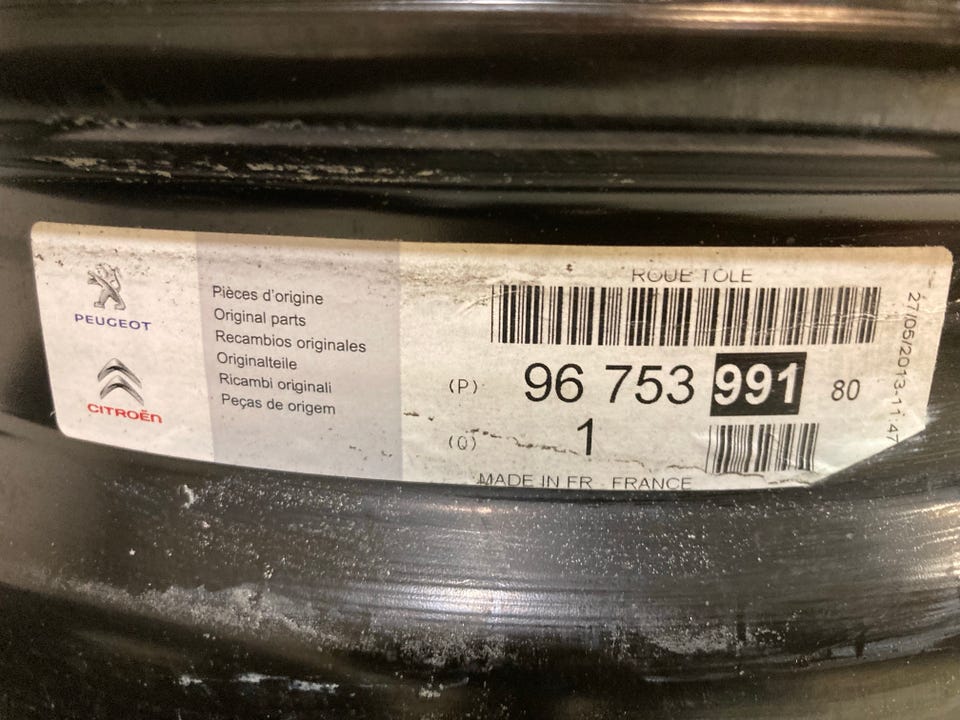 PEUGEOT
CITROËN
Pièces d'origine
Original parts
Recambios originales
Originalteile
Ricambi originali
Peças de origem
ROUE TOLE
(P) 96 753 991 80
(Q) 1
MADE IN FR . FRANCE
27/05/2013-11:47